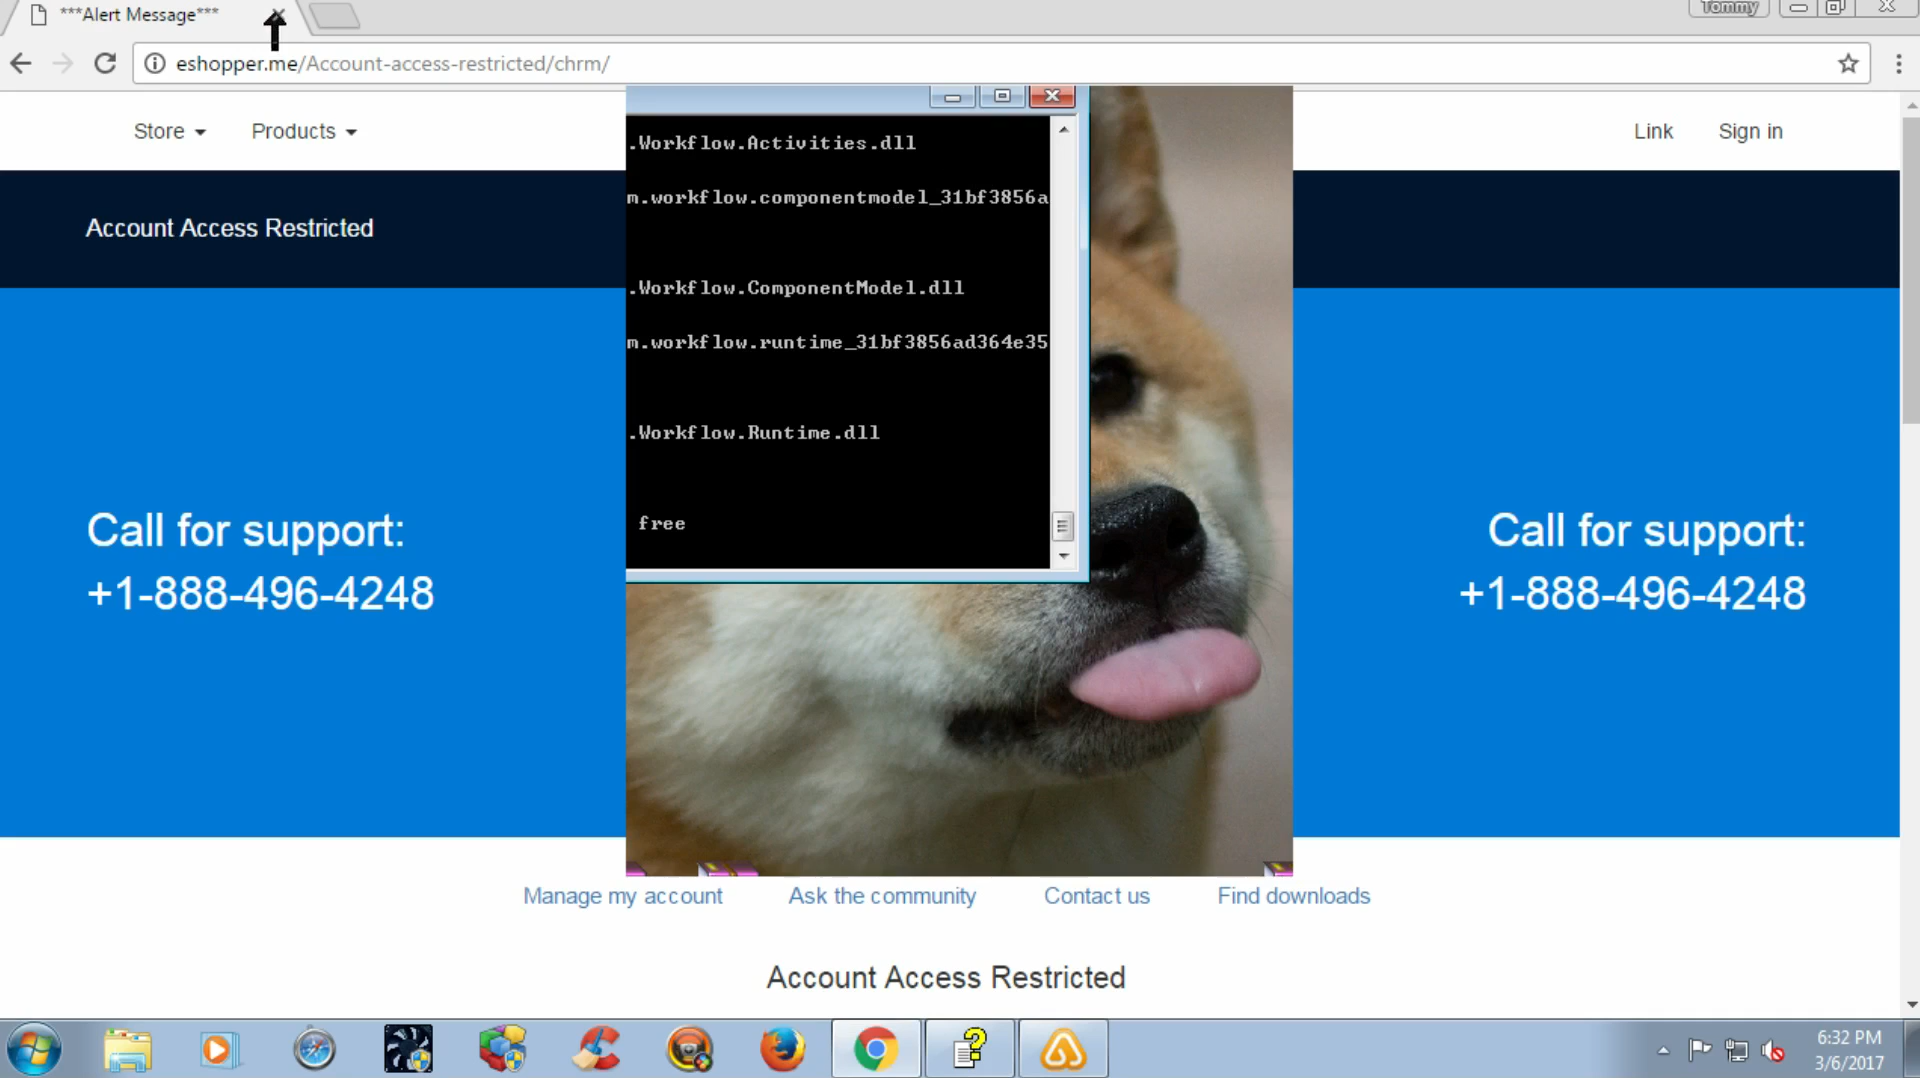 ***Alert Message***
Tommy
eshopper.me/Account-access-restricted/chrm/
Store
Products
Link
Sign in
Account Access Restricted
.Workflow.Activities.dll
m.workflow.componentmodel_31bf3856a
.Workflow.ComponentModel.dll
m.workflow.runtime_31bf3856ad364e35
.Workflow.Runtime.dll
free
Call for support:
+1-888-496-4248
Call for support:
+1-888-496-4248
Manage my account
Ask the community
Contact us
Find downloads
Account Access Restricted
6:32 PM
3/6/2017